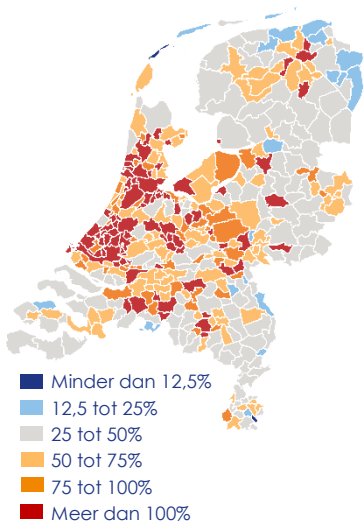 Minder dan 12,5%
12,5 tot 25%
25 tot 50%
50 tot 75%
75 tot 100%
Meer dan 100%